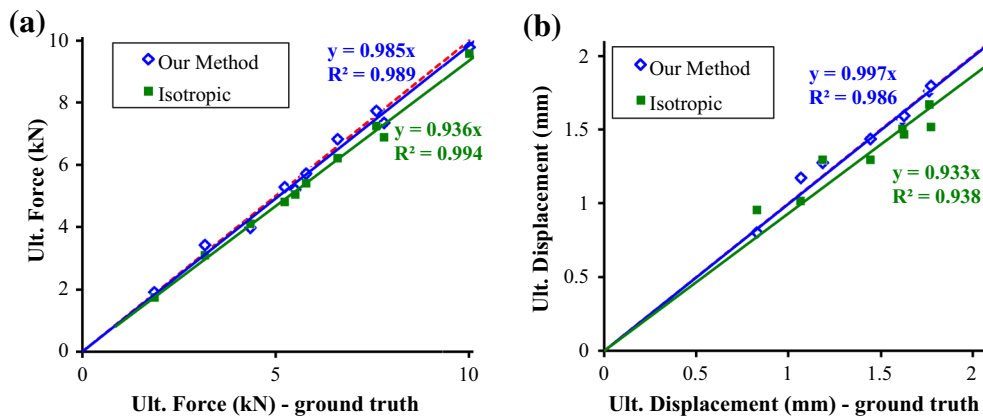 (a)
10
8
6
4
2
0
0
5
10
Ult. Force (kN)
Ult. Force (kN) - ground truth
Our Method
Isotropic
y = 0.985x
R² = 0.989
y = 0.936x
R² = 0.994
(b)
2
1.5
1
0.5
0
0
0.5
1
1.5
2
Ult. Displacement (mm)
Ult. Displacement (mm) - ground truth
Our Method
Isotropic
y = 0.997x
R² = 0.986
y = 0.933x
R² = 0.938